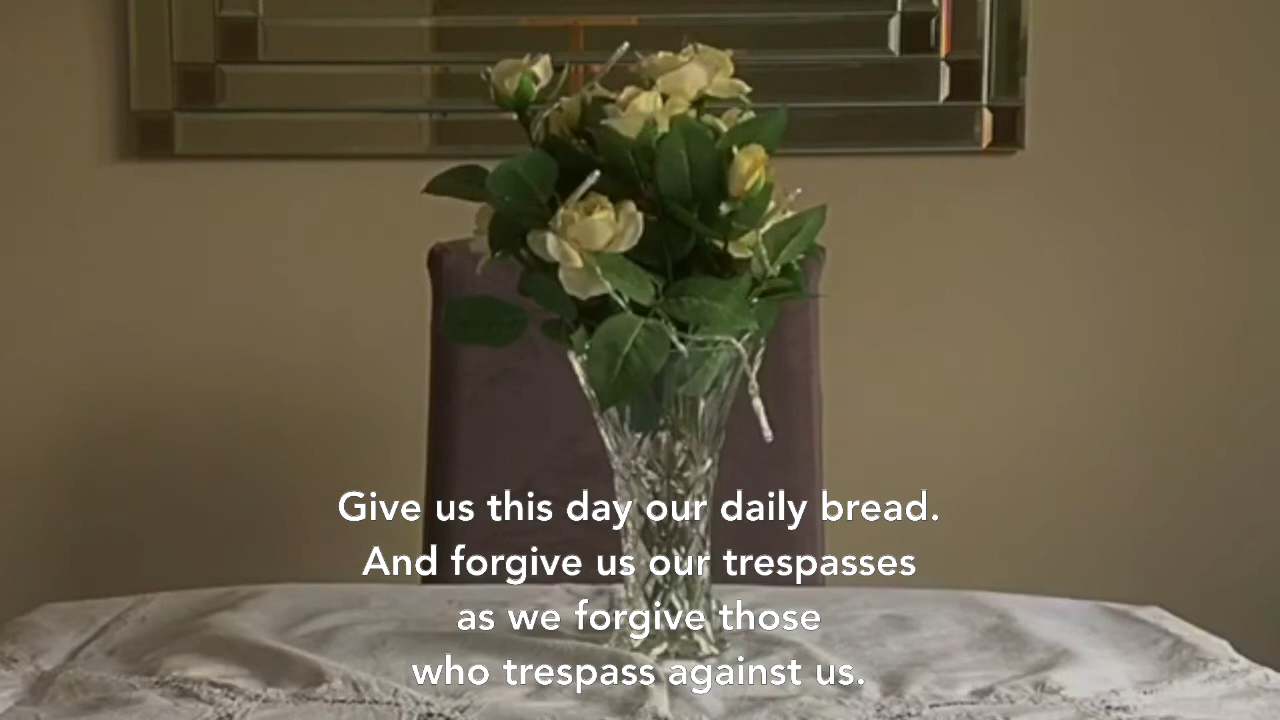 Give us this day our daily bread.
And forgive us our trespasses
as we forgive those
who trespass against us.